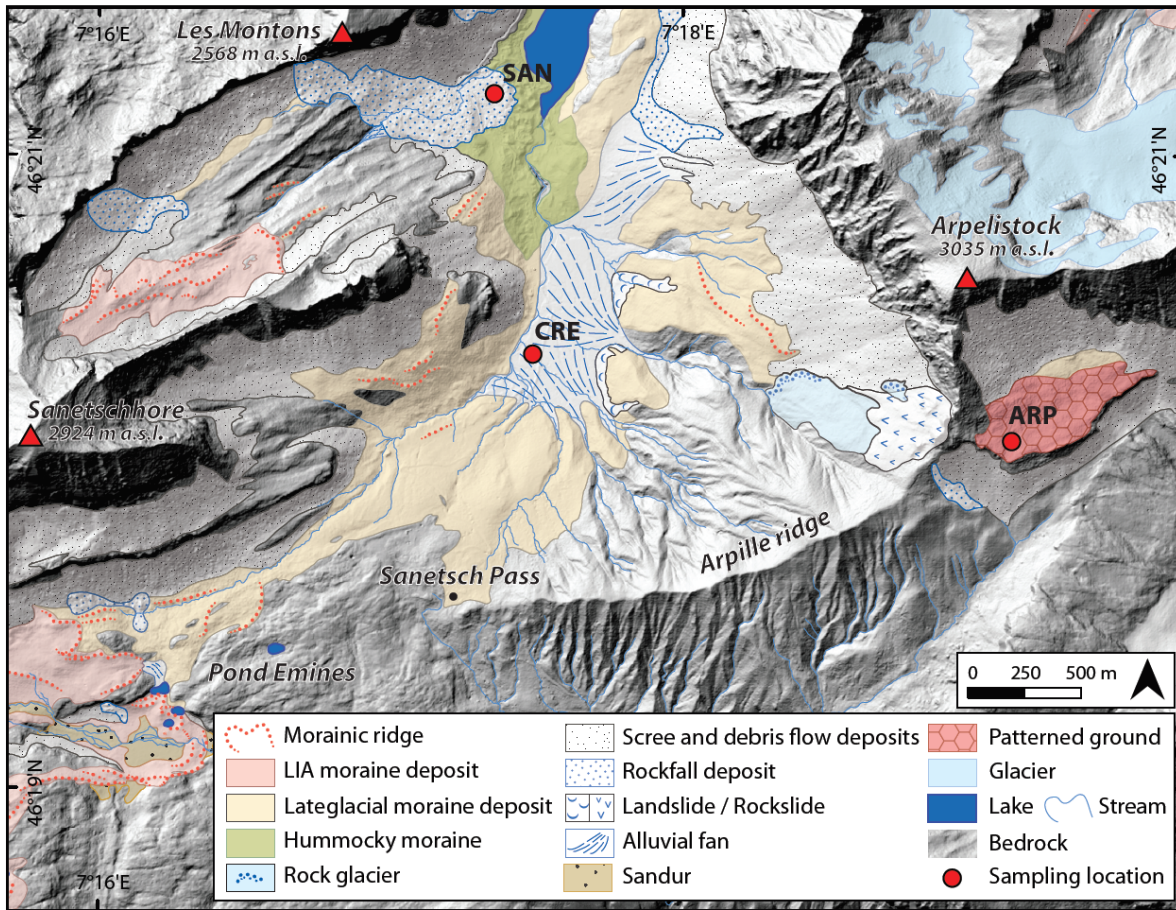 7°16'E
Les Montons
2568 m a.s.l.
7°18'E
SAN
46°21'N
46°21'N
Arpelistock
3035 m a.s.l.
CRE
Sanetschhore
2924 m a.s.l.
ARP
Arpille ridge
Sanetsch Pass
Pond Emines
0 250 500 m
46°19'N
7°16'E
Morainic ridge
LIA moraine deposit
Lateglacial moraine deposit
Hummocky moraine
Rock glacier
Scree and debris flow deposits
Rockfall deposit
Landslide / Rockslide
Alluvial fan
Sandur
Patterned ground
Glacier
Lake
Stream
Bedrock
Sampling location